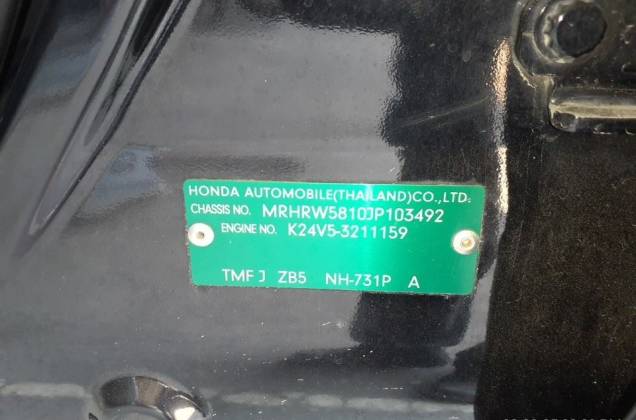 HONDA AUTOMOBILE(THAILAND)CO.,LTD.
CHASSIS NO. MRHRW5810JP103492
ENGINE NO. K24V5-3211159
TMF J ZB5 NH-731P A